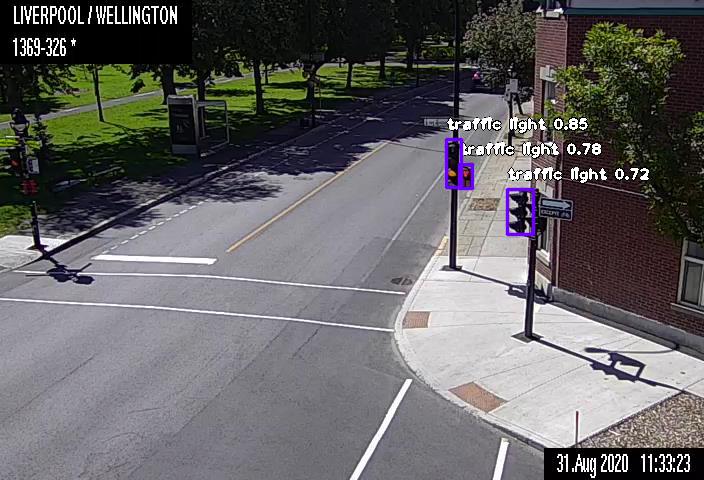 LIVERPOOL / WELLINGTON
1369-326 *
traffic light 0.85
traffic light 0.78
traffic light 0.72
EXCEPTÉ
31.Aug 2020 11:33:23